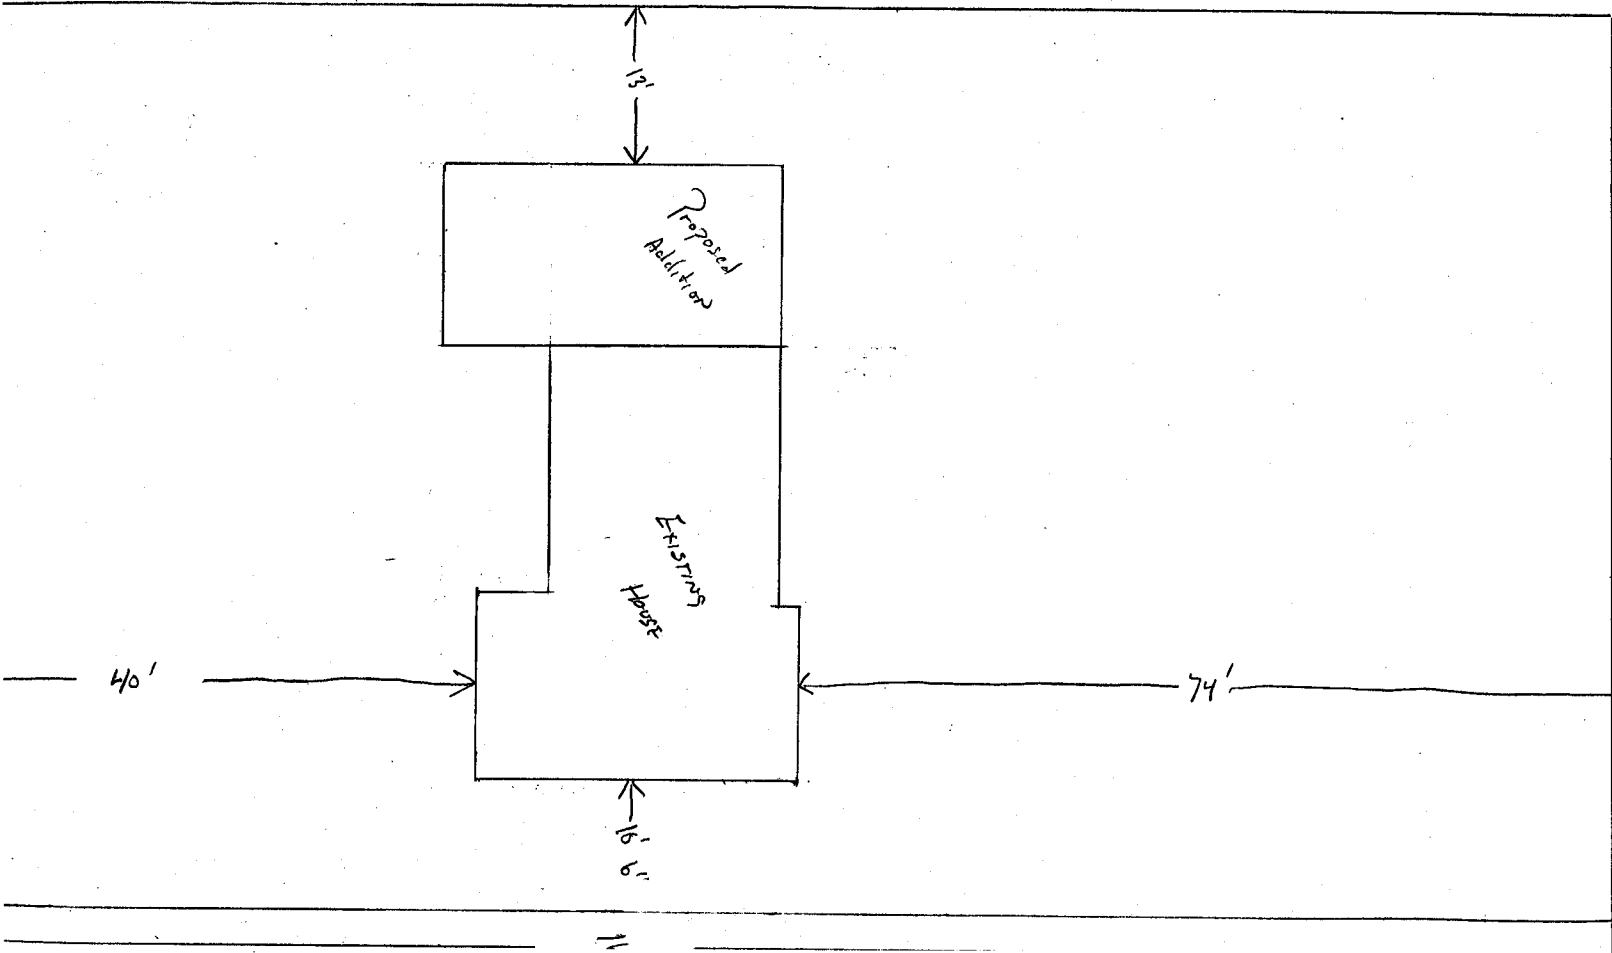 13'
Proposed
Addition
Existing
House
40'
74'
16'
6"